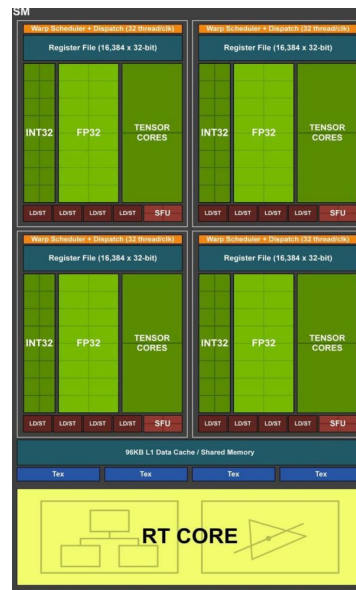 SM
Warp Scheduler + Dispatch (32 thread/clk)
Register File (16,384 x 32-bit)
INT32
FP32
TENSOR
CORES
LD/ST LD/ST LD/ST LD/ST SFU
Warp Scheduler + Dispatch (32 thread/clk)
Register File (16,384 x 32-bit)
INT32
FP32
TENSOR
CORES
LD/ST LD/ST LD/ST LD/ST SFU
Warp Scheduler + Dispatch (32 thread/clk)
Register File (16,384 x 32-bit)
INT32
FP32
TENSOR
CORES
LD/ST LD/ST LD/ST LD/ST SFU
Warp Scheduler + Dispatch (32 thread/clk)
Register File (16,384 x 32-bit)
INT32
FP32
TENSOR
CORES
LD/ST LD/ST LD/ST LD/ST SFU
96KB L1 Data Cache / Shared Memory
Tex Tex Tex Tex
RT CORE